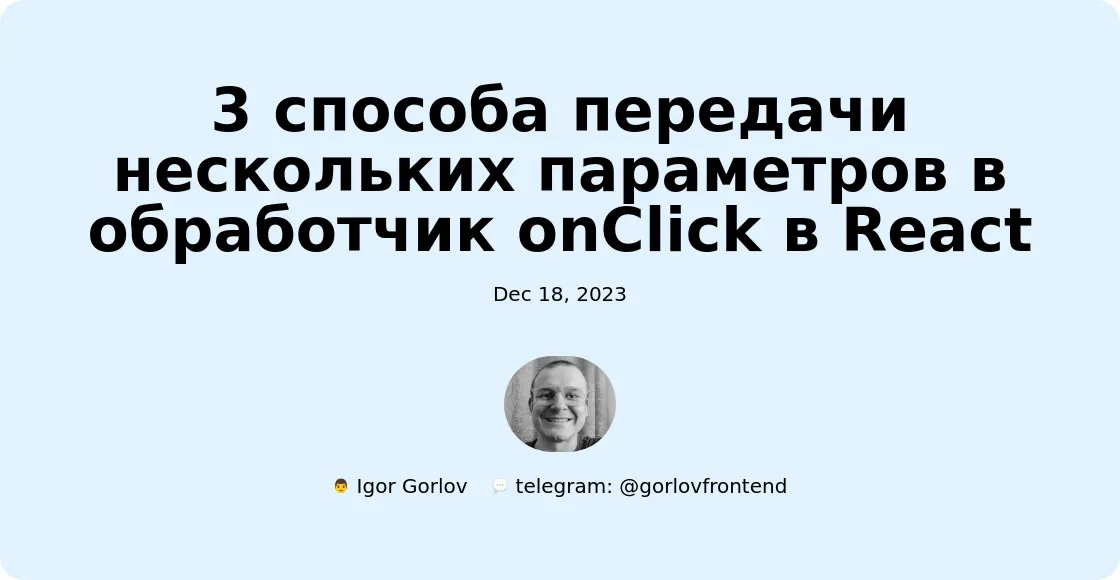 3 способа передачи
нескольких параметров в
обработчик onClick в React
Dec 18, 2023
👨 Igor Gorlov 💬 telegram: @gorlovfrontend